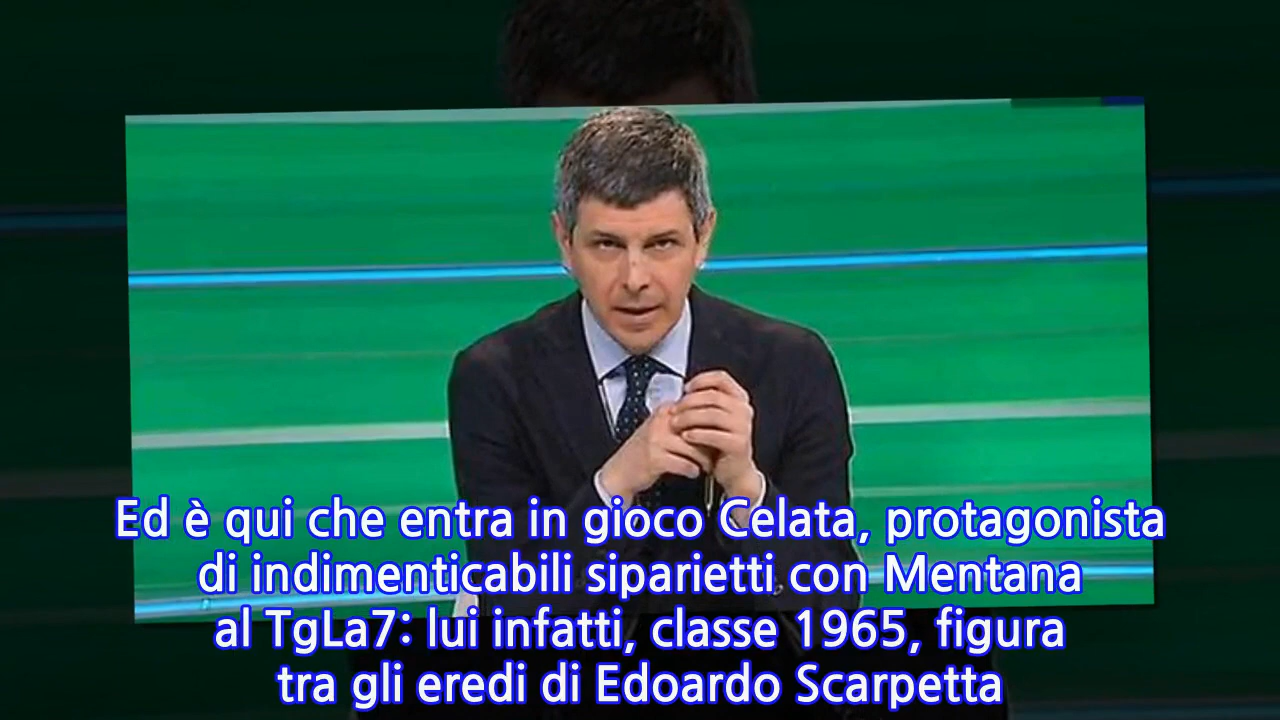 Ed è qui che entra in gioco Celata, protagonista
di indimenticabili siparietti con Mentana
al TgLa7: lui infatti, classe 1965, figura
tra gli eredi di Edoardo Scarpetta